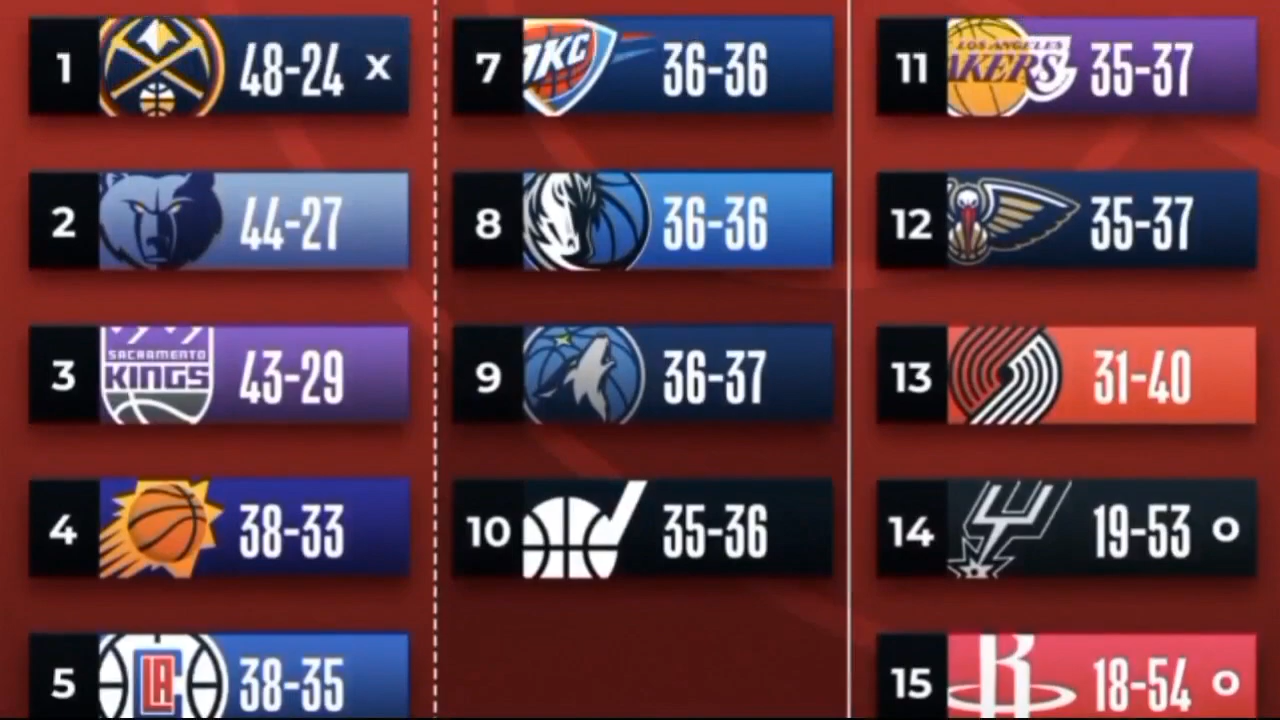 1 48-24 x
2 44-27
3 SACRAMENTO
KINGS 43-29
4 38-33
5 LA 38-35
7 OKC 36-36
8 36-36
9 36-37
10 35-36
11 LOS ANGELES
LAKERS 35-37
12 35-37
13 31-40
14 19-53 o
15 R 18-54 o